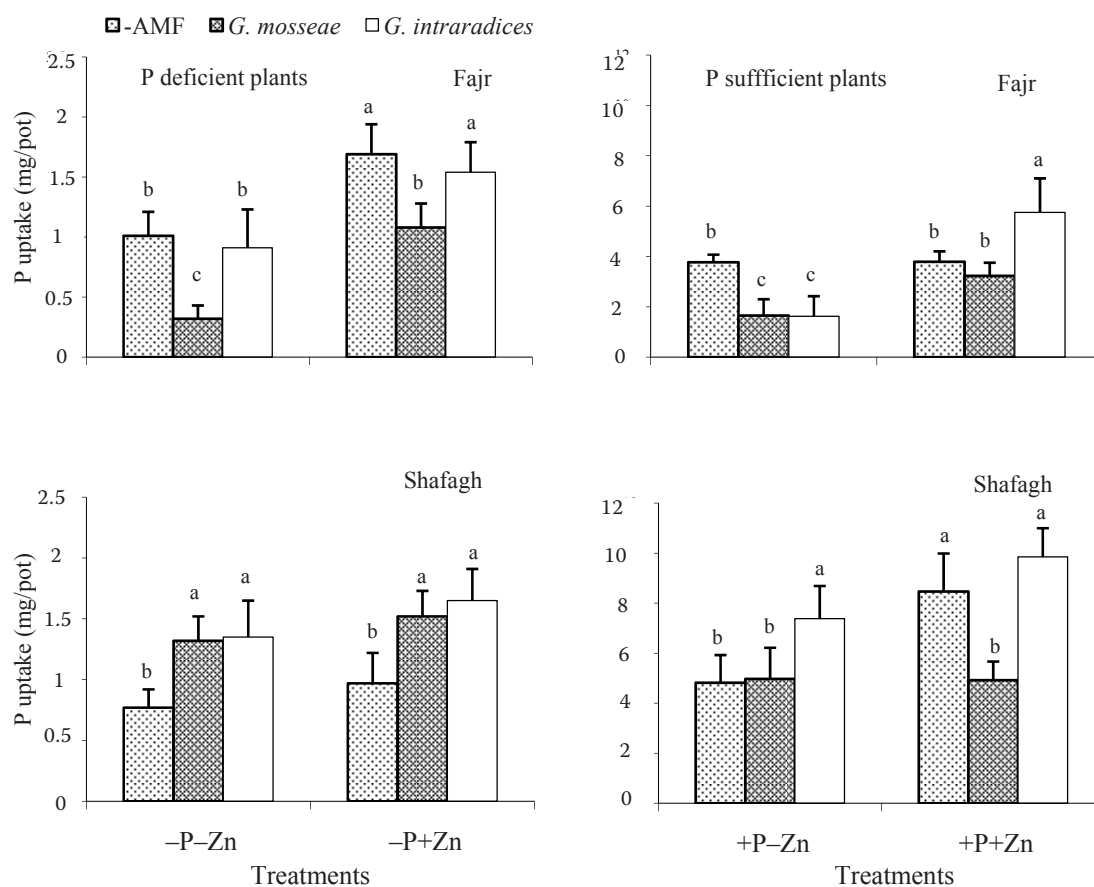 -AMF G. mosseae G. intraradices
P deficient plants Fajr
P uptake (mg/pot)
2.5
2
1.5
1
0.5
0
b c b a b a
P suffficient plants Fajr
12
10
8
6
4
2
0
b c c b b a
Shafagh
P uptake (mg/pot)
2.5
2
1.5
1
0.5
0
b a a b a a
–P–Zn –P+Zn
Treatments
Shafagh
12
10
8
6
4
2
0
b b a a b a
+P–Zn +P+Zn
Treatments